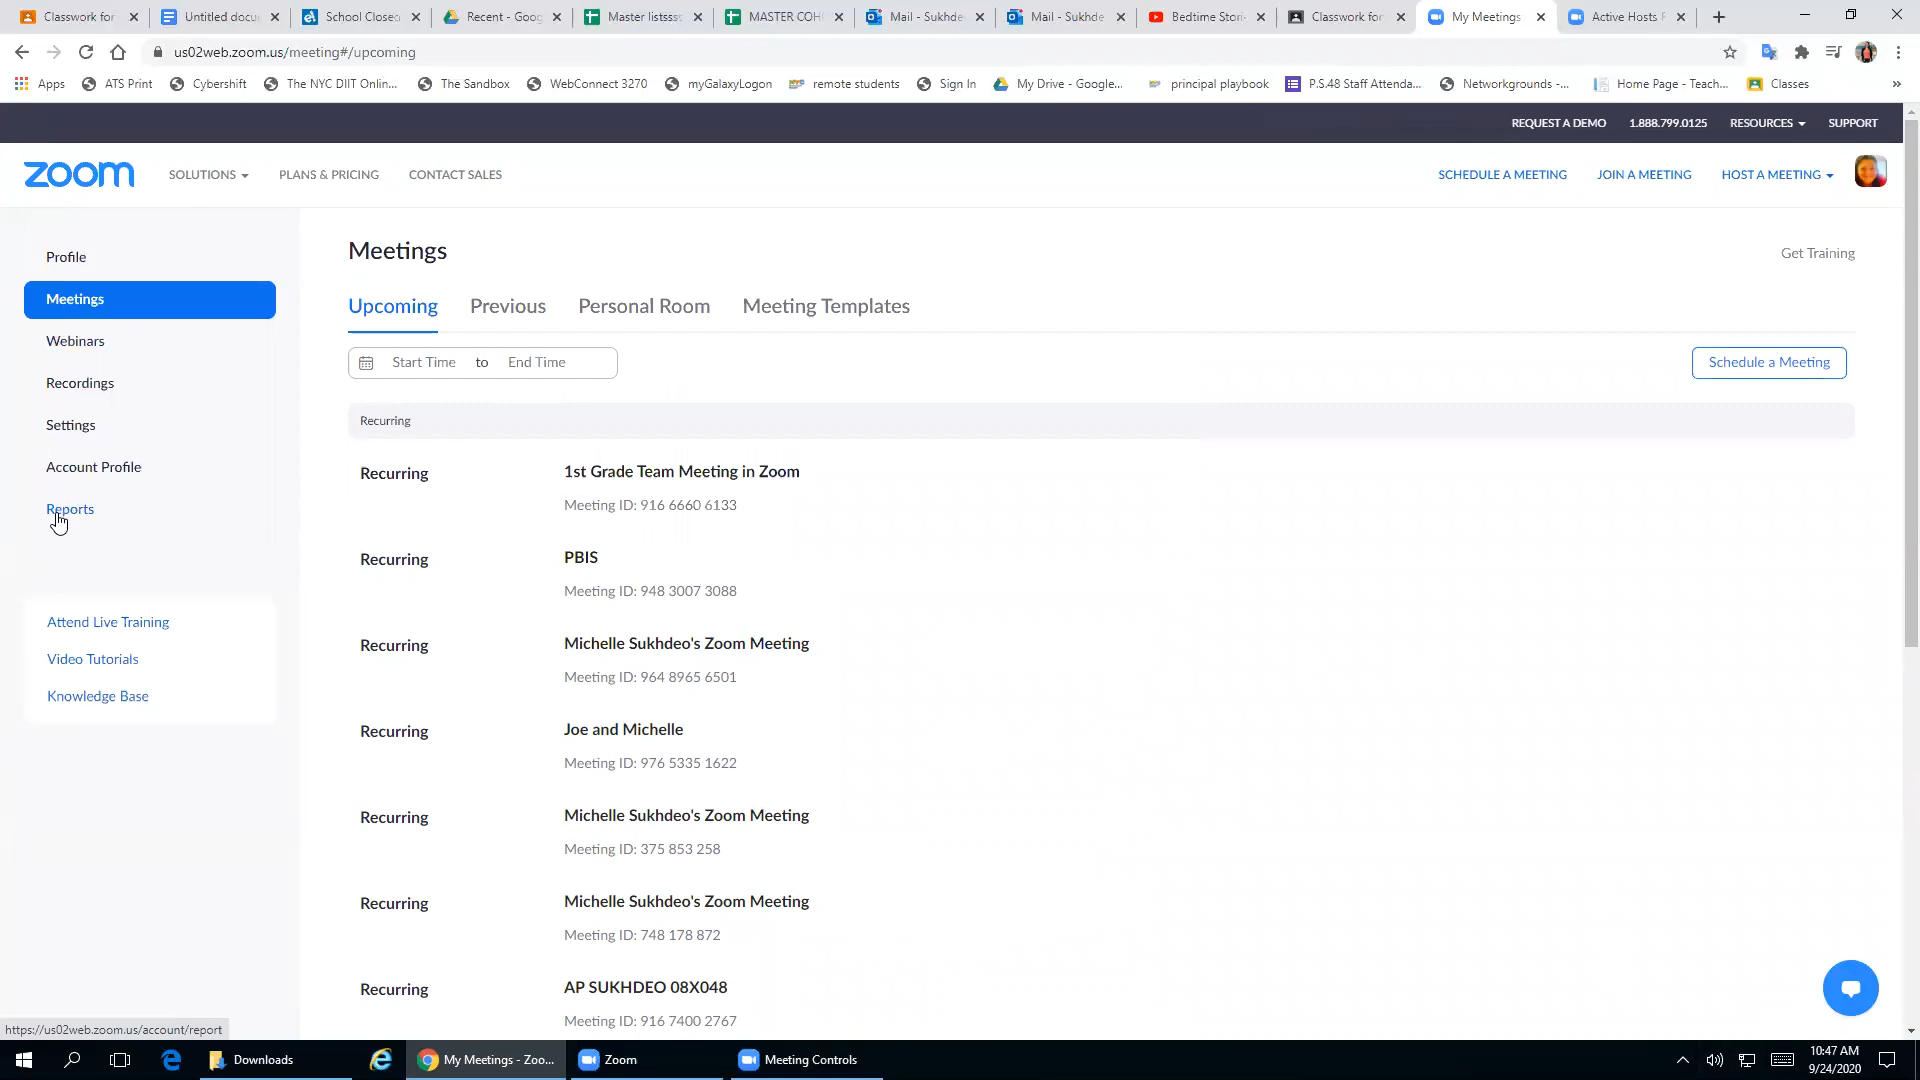 Classwork for
Untitled docu
School Closed
Recent - Goog
Master listssst
MASTER COH
Mail - Sukhde
Mail - Sukhde
Bedtime Stori
Classwork for
My Meetings
Active Hosts R
us02web.zoom.us/meeting#/upcoming
Apps
ATS Print
Cybershift
The NYC DIIT Onlin...
The Sandbox
WebConnect 3270
myGalaxyLogon
remote students
Sign In
My Drive - Google...
principal playbook
P.S.48 Staff Attenda...
Networkgrounds -...
Home Page - Teach...
Classes
REQUEST A DEMO
1.888.799.0125
RESOURCES
SUPPORT
zoom
SOLUTIONS
PLANS & PRICING
CONTACT SALES
SCHEDULE A MEETING
JOIN A MEETING
HOST A MEETING
Profile
Meetings
Webinars
Recordings
Settings
Account Profile
Reports
Attend Live Training
Video Tutorials
Knowledge Base
Meetings
Get Training
Upcoming
Previous
Personal Room
Meeting Templates
Start Time to End Time
Schedule a Meeting
Recurring
Recurring
1st Grade Team Meeting in Zoom
Meeting ID: 916 6660 6133
Recurring
PBIS
Meeting ID: 948 3007 3088
Recurring
Michelle Sukhdeo's Zoom Meeting
Meeting ID: 964 8965 6501
Recurring
Joe and Michelle
Meeting ID: 976 5335 1622
Recurring
Michelle Sukhdeo's Zoom Meeting
Meeting ID: 375 853 258
Recurring
Michelle Sukhdeo's Zoom Meeting
Meeting ID: 748 178 872
Recurring
AP SUKHDEO 08X048
Meeting ID: 916 7400 2767
https://us02web.zoom.us/account/report
Downloads
My Meetings - Zoo...
Zoom
Meeting Controls
10:47 AM
9/24/2020